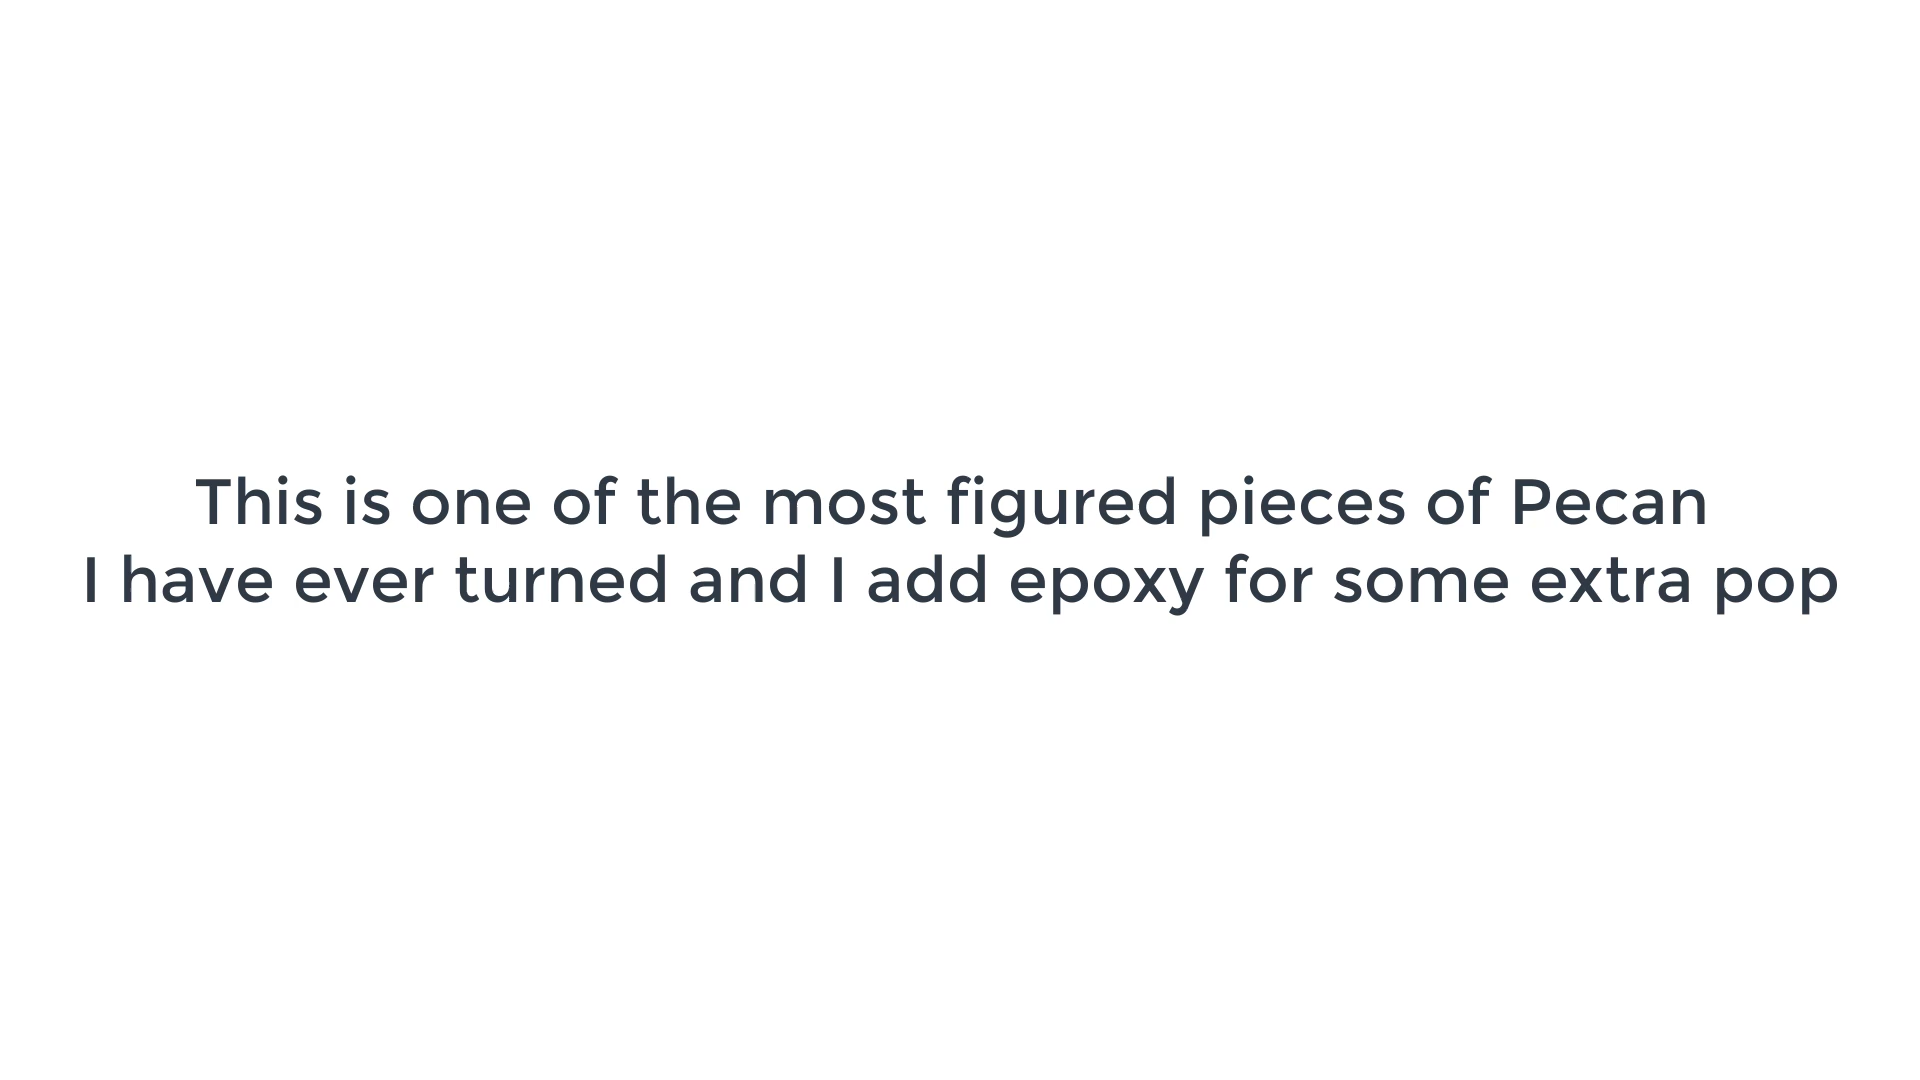 This is one of the most figured pieces of Pecan
I have ever turned and I add epoxy for some extra pop